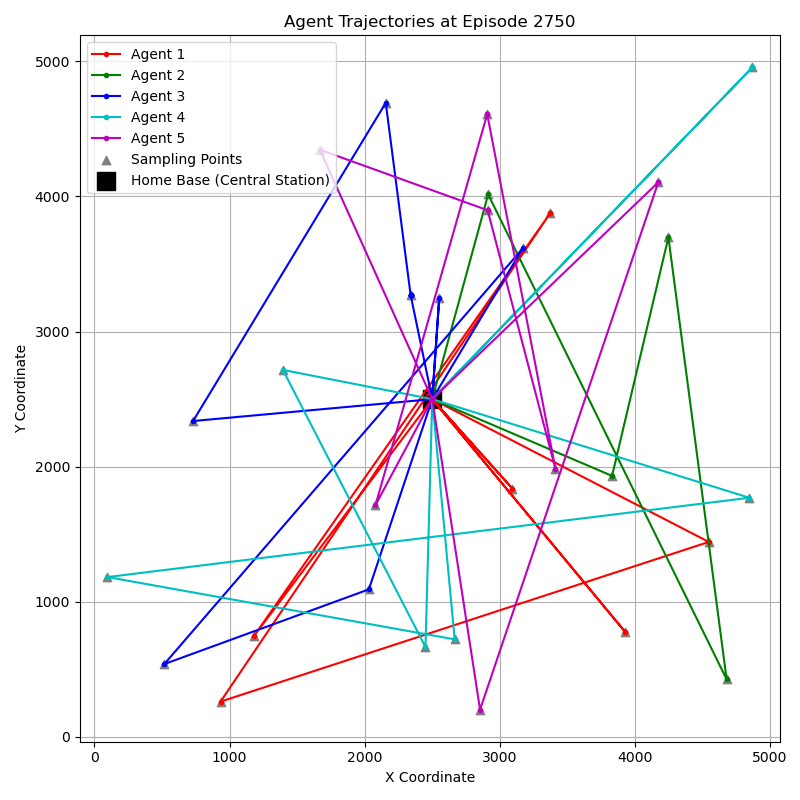 Agent Trajectories at Episode 2750
Agent 1
Agent 2
Agent 3
Agent 4
Agent 5
Sampling Points
Home Base (Central Station)
5000
4000
3000
2000
1000
0
Y Coordinate
0 1000 2000 3000 4000 5000
X Coordinate